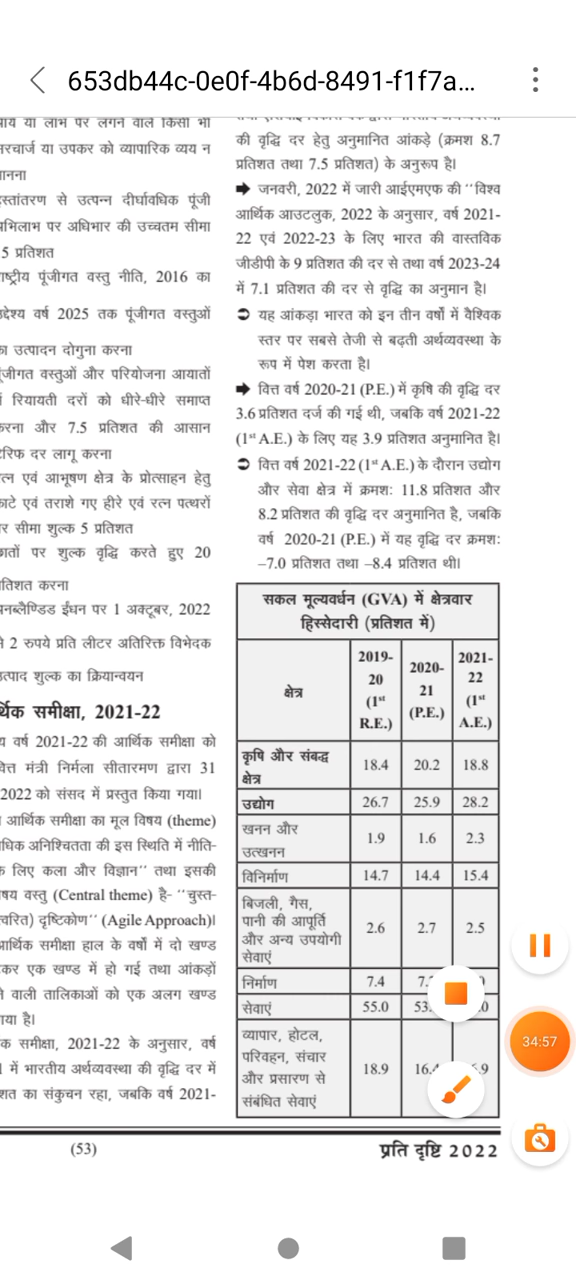 653db44c-0e0f-4b6d-8491-f1f7a...
पर लगने वाले किसी भी
सरचार्ज या उपकर को व्यापारिक व्यय न
मानना
हस्तांतरण से उत्पन्न दीर्घावधिक पूंजी
अभिलाभ पर अधिभार की उच्चतम सीमा
5 प्रतिशत
राष्ट्रीय पूंजीगत वस्तु नीति, 2016 का
उद्देश्य वर्ष 2025 तक पूंजीगत वस्तुओं
का उत्पादन दोगुना करना
पूंजीगत वस्तुओं और परियोजना आयातों
रियायती दरों को धीरे-धीरे समाप्त
करना और 7.5 प्रतिशत की आसान
टैरिफ दर लागू करना
रत्न एवं आभूषण क्षेत्र के प्रोत्साहन हेतु
काटे एवं तराशे गए हीरे एवं रत्न पत्थरों
पर सीमा शुल्क 5 प्रतिशत
छातों पर शुल्क वृद्धि करते हुए 20
प्रतिशत करना
अनब्लैण्डिड ईंधन पर 1 अक्टूबर, 2022
से 2 रुपये प्रति लीटर अतिरिक्त विभेदक
उत्पाद शुल्क का क्रियान्वयन
र्थिक समीक्षा, 2021-22
य वर्ष 2021-22 की आर्थिक समीक्षा को
वित्त मंत्री निर्मला सीतारमण द्वारा 31
2022 को संसद में प्रस्तुत किया गया।
आर्थिक समीक्षा का मूल विषय (theme)
धिक अनिश्चितता की इस स्थिति में नीति-
के लिए कला और विज्ञान'' तथा इसकी
षय वस्तु (Central theme) है- ''चुस्त-
त्वरित) दृष्टिकोण'' (Agile Approach)।
आर्थिक समीक्षा हाल के वर्षों में दो खण्ड
कर एक खण्ड में हो गई तथा आंकड़ों
ने वाली तालिकाओं को एक अलग खण्ड
गया है।
क समीक्षा, 2021-22 के अनुसार, वर्ष
1 में भारतीय अर्थव्यवस्था की वृद्धि दर में
शत का संकुचन रहा, जबकि वर्ष 2021-
की वृद्धि दर हेतु अनुमानित आंकड़े (क्रमश 8.7
प्रतिशत तथा 7.5 प्रतिशत) के अनुरूप है।
➡ जनवरी, 2022 में जारी आईएमएफ की ''विश्व
आर्थिक आउटलुक, 2022 के अनुसार, वर्ष 2021-
22 एवं 2022-23 के लिए भारत की वास्तविक
जीडीपी के 9 प्रतिशत की दर से तथा वर्ष 2023-24
में 7.1 प्रतिशत की दर से वृद्धि का अनुमान है।
➲ यह आंकड़ा भारत को इन तीन वर्षों में वैश्विक
स्तर पर सबसे तेजी से बढ़ती अर्थव्यवस्था के
रूप में पेश करता है।
➡ वित्त वर्ष 2020-21 (P.E.) में कृषि की वृद्धि दर
3.6 प्रतिशत दर्ज की गई थी, जबकि वर्ष 2021-22
(1st A.E.) के लिए यह 3.9 प्रतिशत अनुमानित है।
➲ वित्त वर्ष 2021-22 (1st A.E.) के दौरान उद्योग
और सेवा क्षेत्र में क्रमश: 11.8 प्रतिशत और
8.2 प्रतिशत की वृद्धि दर अनुमानित है, जबकि
वर्ष 2020-21 (P.E.) में यह वृद्धि दर क्रमश:
–7.0 प्रतिशत तथा –8.4 प्रतिशत थी।
सकल मूल्यवर्धन (GVA) में क्षेत्रवार
हिस्सेदारी (प्रतिशत में)
क्षेत्र 2019-20 (1st R.E.) 2020-21 (P.E.) 2021-22 (1st A.E.)
कृषि और संबद्ध क्षेत्र 18.4 20.2 18.8
उद्योग 26.7 25.9 28.2
खनन और उत्खनन 1.9 1.6 2.3
विनिर्माण 14.7 14.4 15.4
बिजली, गैस, पानी की आपूर्ति और अन्य उपयोगी सेवाएं 2.6 2.7 2.5
निर्माण 7.4
सेवाएं 55.0
व्यापार, होटल, परिवहन, संचार और प्रसारण से संबंधित सेवाएं 18.9
34:57
(53)
प्रति दृष्टि 2022